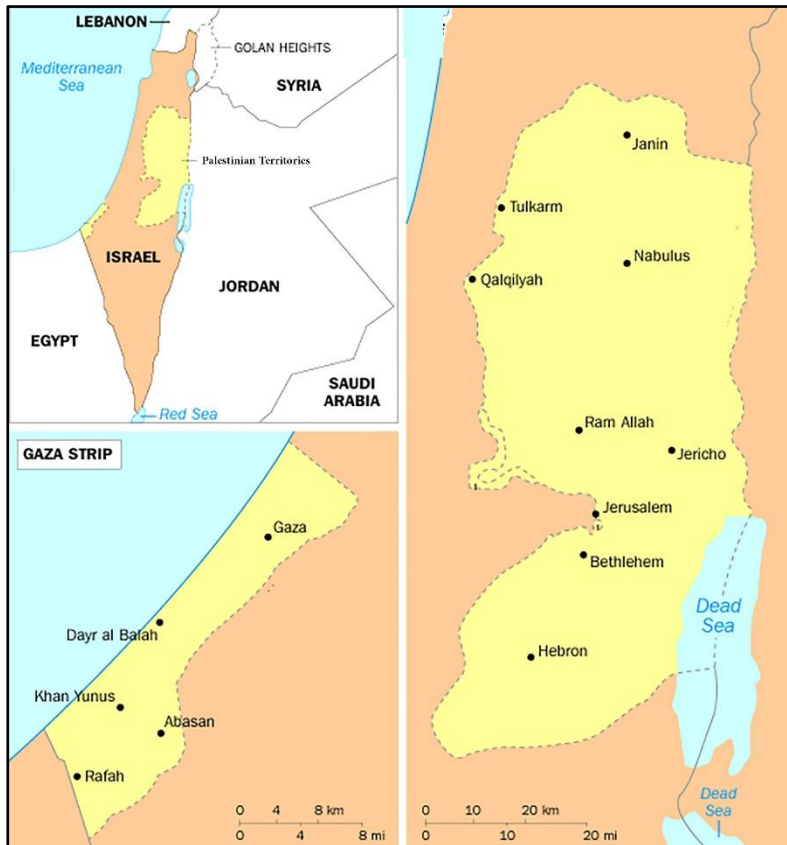 LEBANON
GOLAN HEIGHTS
Mediterranean
Sea
SYRIA
Palestinian Territories
ISRAEL
JORDAN
EGYPT
SAUDI
ARABIA
Red Sea
GAZA STRIP
Gaza
Dayr al Balah
Khan Yunus
Abasan
Rafah
0 4 8 km
0 4 8 mi
Janin
Tulkarm
Nabulus
Qalqilyah
Ram Allah
Jericho
Jerusalem
Bethlehem
Dead
Sea
Hebron
0 10 20 km
0 10 20 mi
Dead
Sea